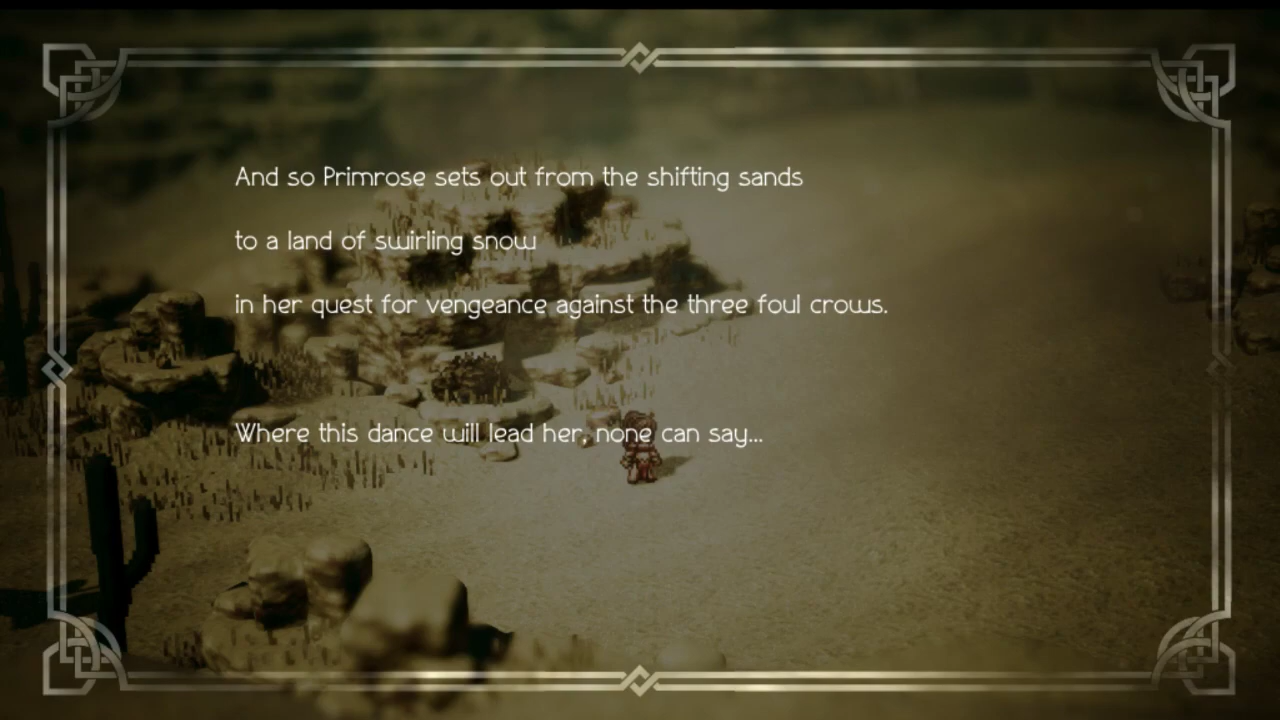 And so Primrose sets out from the shifting sands
to a land of swirling snow
in her quest for vengeance against the three foul crows.
Where this dance will lead her, none can say...